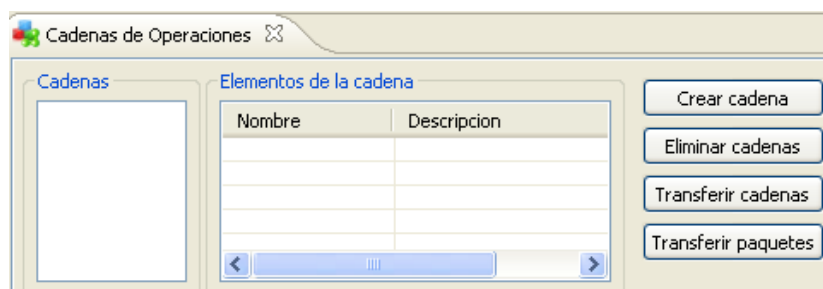 Cadenas de Operaciones
Cadenas
Elementos de la cadena
Nombre Descripcion
Crear cadena
Eliminar cadenas
Transferir cadenas
Transferir paquetes